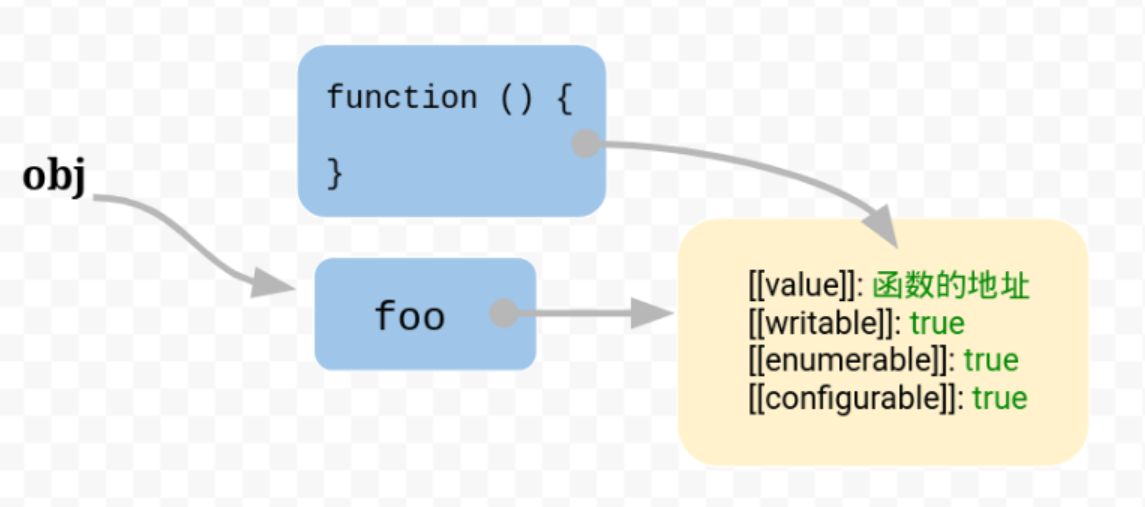 function () {
}
obj
foo
[[value]]: 函数的地址
[[writable]]: true
[[enumerable]]: true
[[configurable]]: true